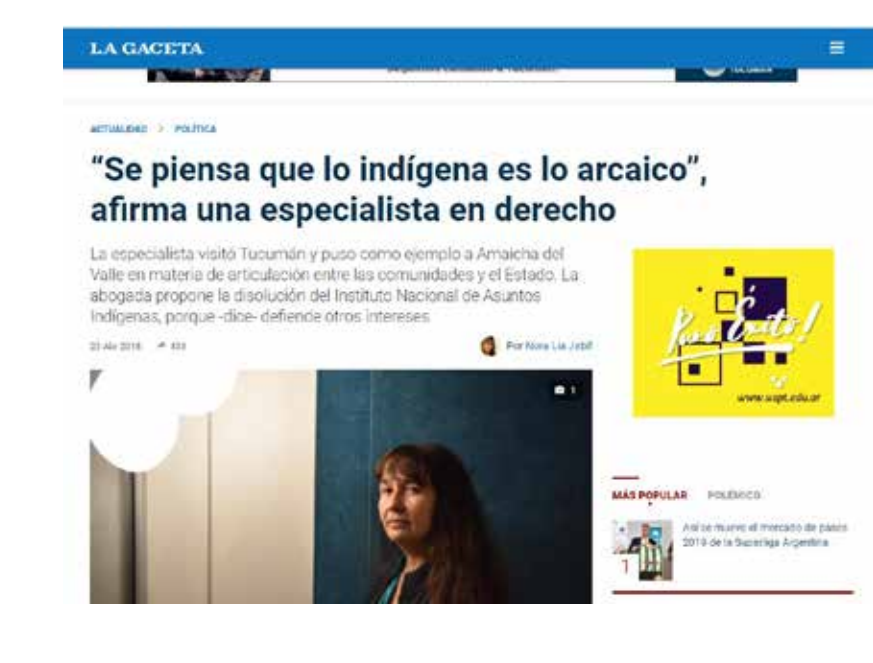 LA GACETA
ACTUALIDAD > POLÍTICA
“Se piensa que lo indígena es lo arcaico”,
afirma una especialista en derecho
La especialista visitó Tucumán y puso como ejemplo a Amaicha del
Valle en materia de articulación entre las comunidades y el Estado. La
abogada propone la disolución del Instituto Nacional de Asuntos
Indígenas, porque -dice- defiende otros intereses
Por Nora Lía Jabif
1
Puro Éxito!
www.uspt.edu.ar
MÁS POPULAR POLÉMICO
Así se mueve el mercado de pases
2019 de la Superliga Argentina
1